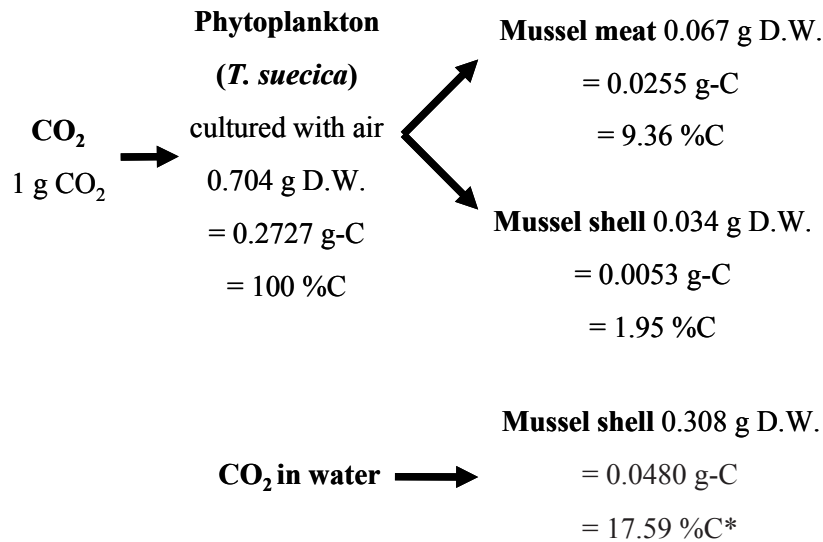 CO2
1 g CO2
Phytoplankton
(T. suecica)
cultured with air
0.704 g D.W.
= 0.2727 g-C
= 100 %C
Mussel meat 0.067 g D.W.
= 0.0255 g-C
= 9.36 %C
Mussel shell 0.034 g D.W.
= 0.0053 g-C
= 1.95 %C
CO2 in water
Mussel shell 0.308 g D.W.
= 0.0480 g-C
= 17.59 %C*